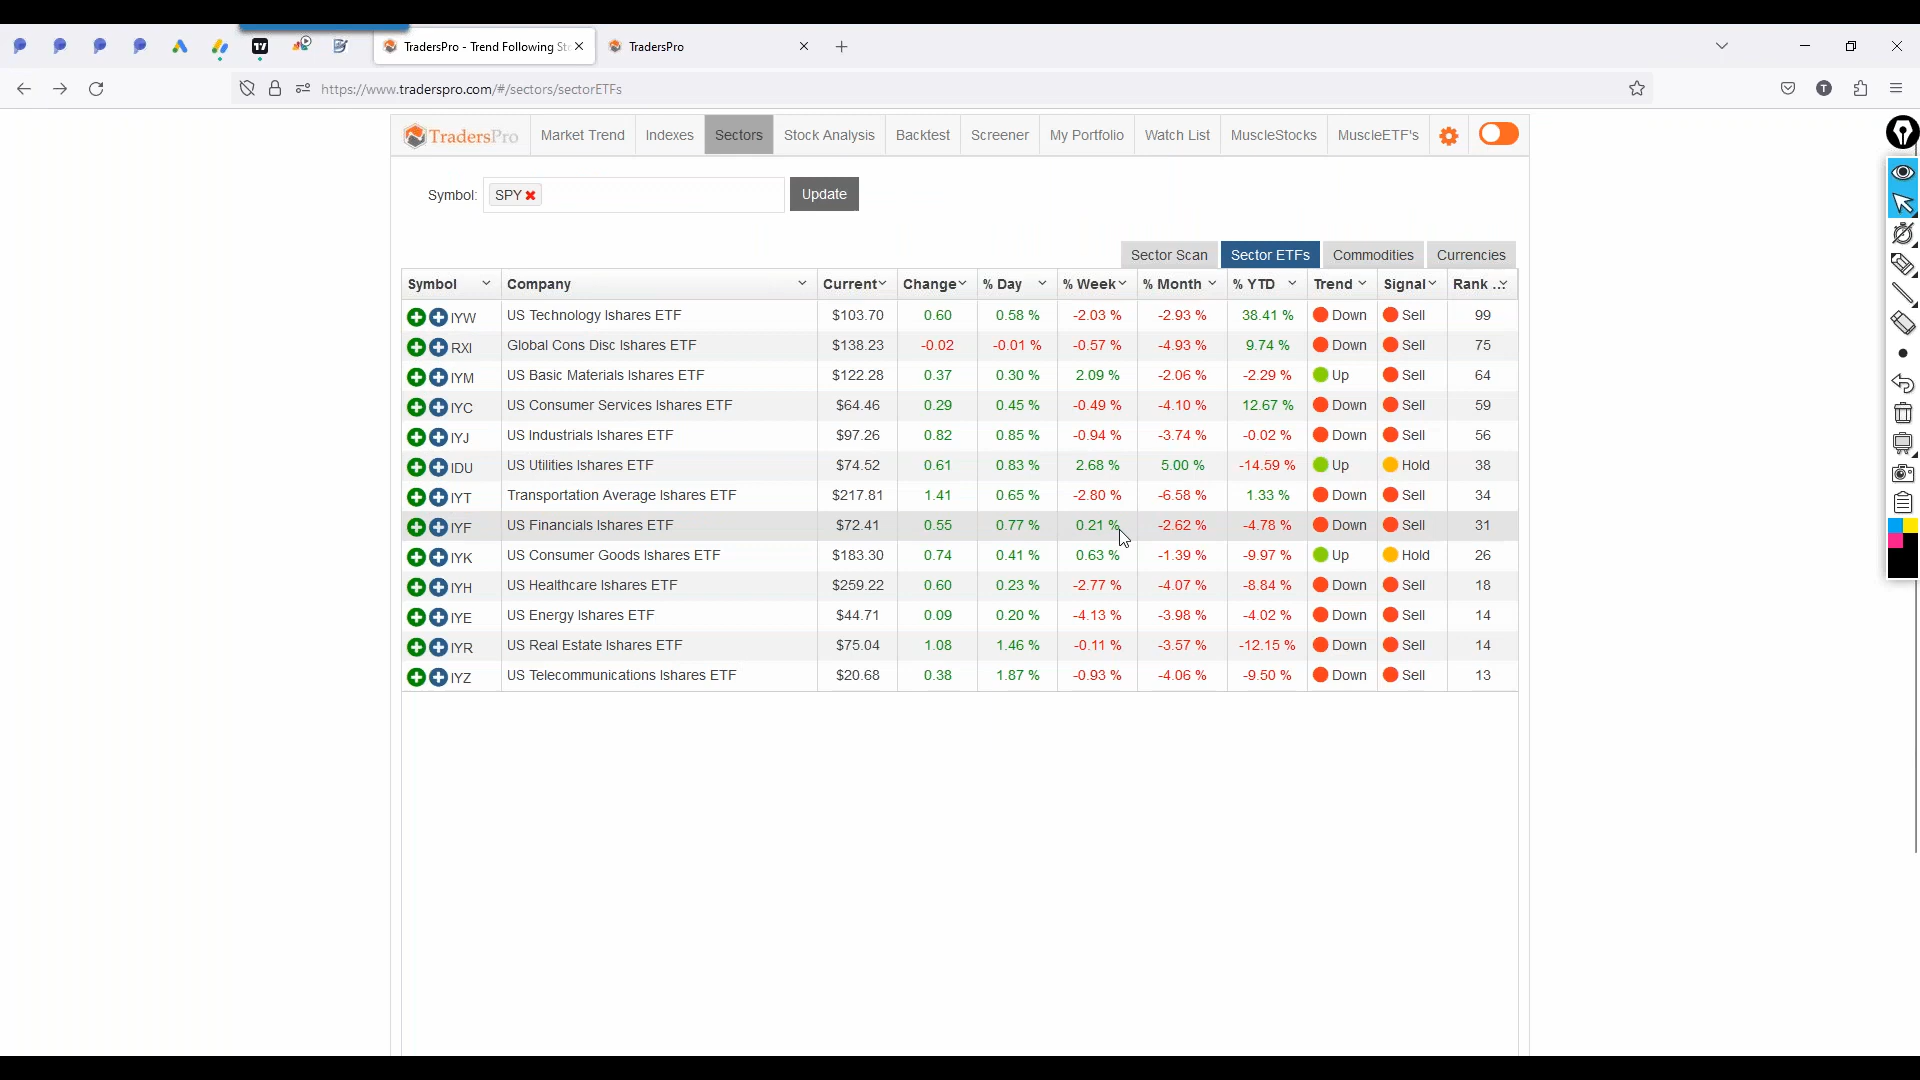 TradersPro - Trend Following St
TradersPro
https://www.traderspro.com/#/sectors/sectorETFs
T
TradersPro Market Trend Indexes Sectors Stock Analysis Backtest Screener My Portfolio Watch List MuscleStocks MuscleETF's
Symbol: SPY Update
Sector Scan Sector ETFs Commodities Currencies
Symbol Company Current Change % Day % Week % Month % YTD Trend Signal Rank ...
IYW US Technology Ishares ETF $103.70 0.60 0.58 % -2.03 % -2.93 % 38.41 % Down Sell 99
RXI Global Cons Disc Ishares ETF $138.23 -0.02 -0.01 % -0.57 % -4.93 % 9.74 % Down Sell 75
IYM US Basic Materials Ishares ETF $122.28 0.37 0.30 % 2.09 % -2.06 % -2.29 % Up Sell 64
IYC US Consumer Services Ishares ETF $64.46 0.29 0.45 % -0.49 % -4.10 % 12.67 % Down Sell 59
IYJ US Industrials Ishares ETF $97.26 0.82 0.85 % -0.94 % -3.74 % -0.02 % Down Sell 56
IDU US Utilities Ishares ETF $74.52 0.61 0.83 % 2.68 % 5.00 % -14.59 % Up Hold 38
IYT Transportation Average Ishares ETF $217.81 1.41 0.65 % -2.80 % -6.58 % 1.33 % Down Sell 34
IYF US Financials Ishares ETF $72.41 0.55 0.77 % 0.21 % -2.62 % -4.78 % Down Sell 31
IYK US Consumer Goods Ishares ETF $183.30 0.74 0.41 % 0.63 % -1.39 % -9.97 % Up Hold 26
IYH US Healthcare Ishares ETF $259.22 0.60 0.23 % -2.77 % -4.07 % -8.84 % Down Sell 18
IYE US Energy Ishares ETF $44.71 0.09 0.20 % -4.13 % -3.98 % -4.02 % Down Sell 14
IYR US Real Estate Ishares ETF $75.04 1.08 1.46 % -0.11 % -3.57 % -12.15 % Down Sell 14
IYZ US Telecommunications Ishares ETF $20.68 0.38 1.87 % -0.93 % -4.06 % -9.50 % Down Sell 13